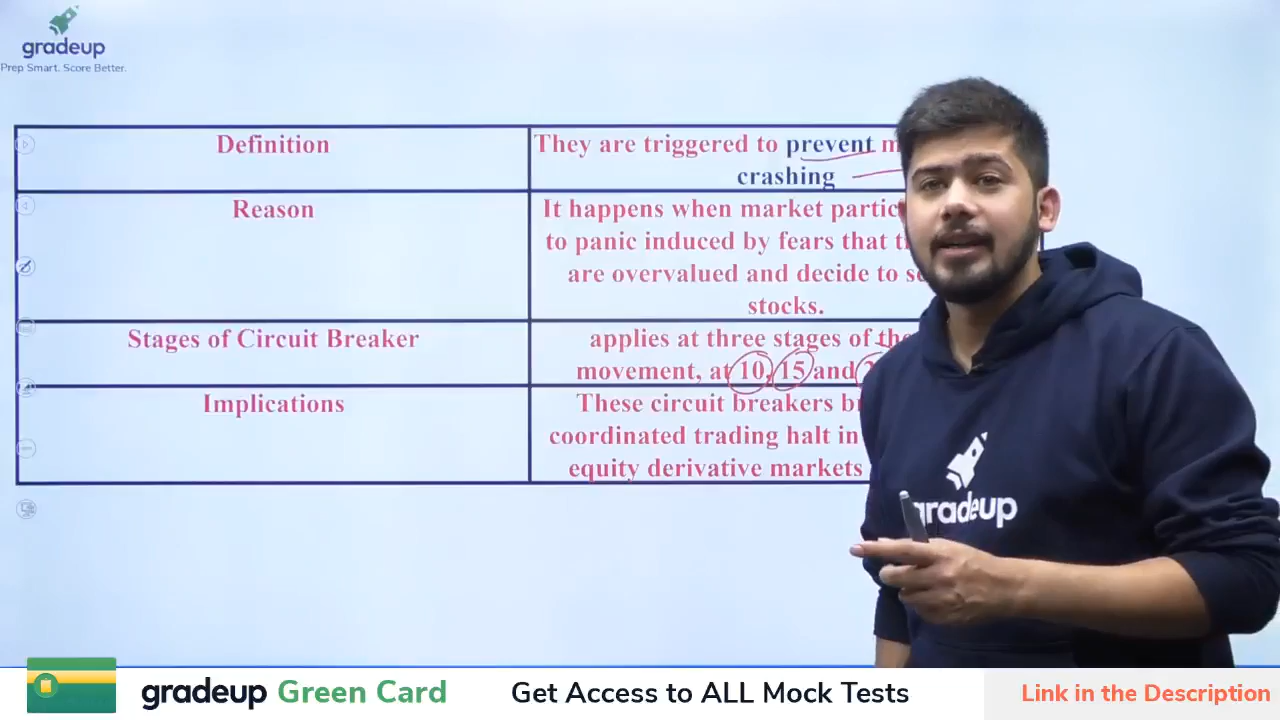 gradeup
Prep Smart. Score Better.
Definition
They are triggered to prevent
crashing
Reason
It happens when market
to panic induced by fears that
are overvalued and decide to
stocks.
Stages of Circuit Breaker
applies at three stages of the
movement, at 10, 15 and
Implications
These circuit breakers
coordinated trading halt in
equity derivative markets
gradeup
gradeup Green Card
Get Access to ALL Mock Tests
Link in the Description